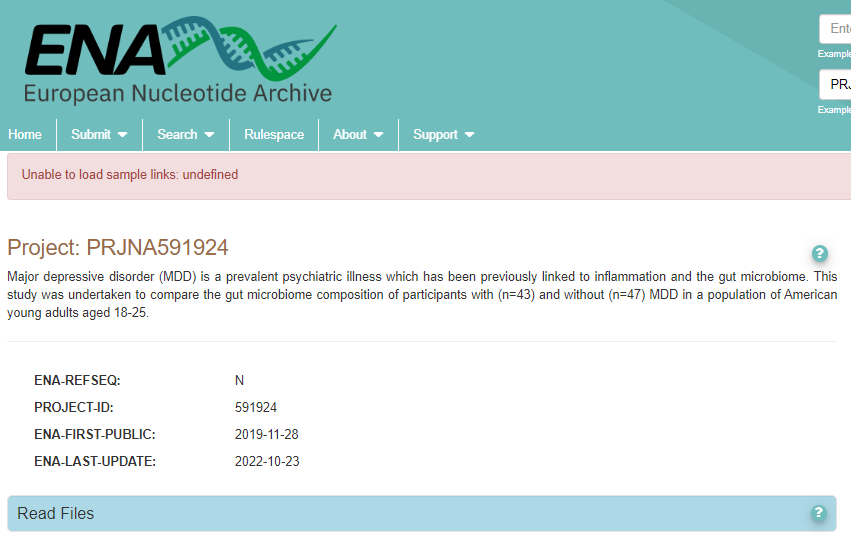 ENA
European Nucleotide Archive
Home Submit Search Rulespace About Support
Unable to load sample links: undefined
Project: PRJNA591924
?
Major depressive disorder (MDD) is a prevalent psychiatric illness which has been previously linked to inflammation and the gut microbiome. This
study was undertaken to compare the gut microbiome composition of participants with (n=43) and without (n=47) MDD in a population of American
young adults aged 18-25.
ENA-REFSEQ: N
PROJECT-ID: 591924
ENA-FIRST-PUBLIC: 2019-11-28
ENA-LAST-UPDATE: 2022-10-23
Read Files ?